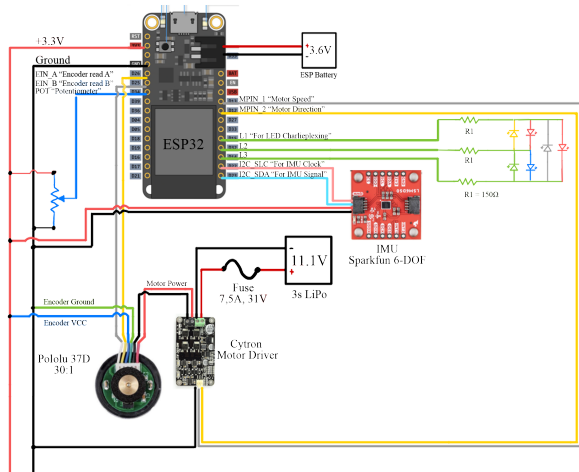 +3.3V
Ground
EIN_A “Encoder read A”
EIN_B “Encoder read B”
POT “Potentiometer”
ESP32
+
3.6V
-
ESP Battery
MPIN_1 “Motor Speed”
MPIN_2 “Motor Direction”
L1 “For LED Charlieplexing”
L2
L3
I2C_SLC “For IMU Clock”
I2C_SDA “For IMU Signal”
R1
R1
R1 = 150Ω
IMU
Sparkfun 6-DOF
-
11.1V
+
3s LiPo
Fuse
7.5A, 31V
Motor Power
Encoder Ground
Encoder VCC
Cytron
Motor Driver
Pololu 37D
30:1